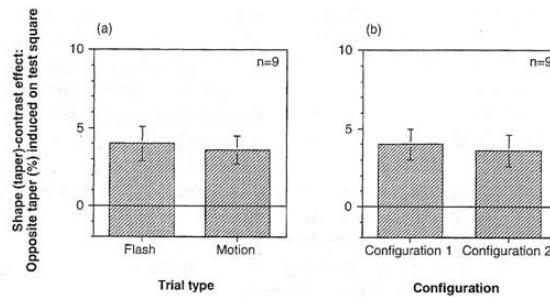 (a)
n=9
10
5
0
Shape (taper)-contrast effect:
Opposite taper (%) induced on test square
Flash
Motion
Trial type
(b)
n=9
10
5
0
Configuration 1
Configuration 2
Configuration